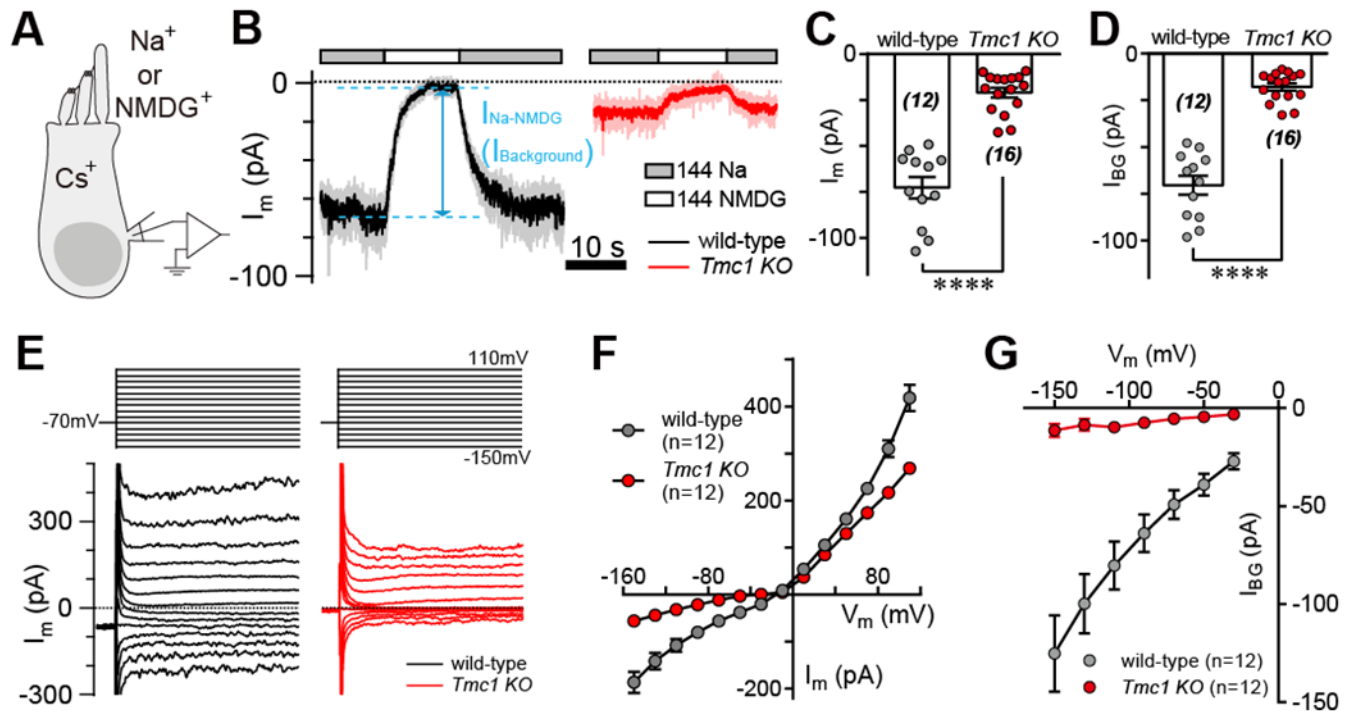 A
Na+
or
NMDG+
Cs+
B
0
-100
Im (pA)
INa-NMDG
(IBackground)
144 Na
144 NMDG
wild-type
Tmc1 KO
10 s
C
wild-type Tmc1 KO
0
-100
Im (pA)
(12)
(16)
****
D
wild-type Tmc1 KO
0
-100
IBG (pA)
(12)
(16)
****
E
110mV
-70mV
-150mV
300
0
-300
Im (pA)
wild-type
Tmc1 KO
F
wild-type
(n=12)
Tmc1 KO
(n=12)
400
200
-160
-80
80
Vm (mV)
-200
Im (pA)
G
Vm (mV)
-150
-100
-50
0
0
-50
-100
-150
IBG (pA)
wild-type (n=12)
Tmc1 KO (n=12)